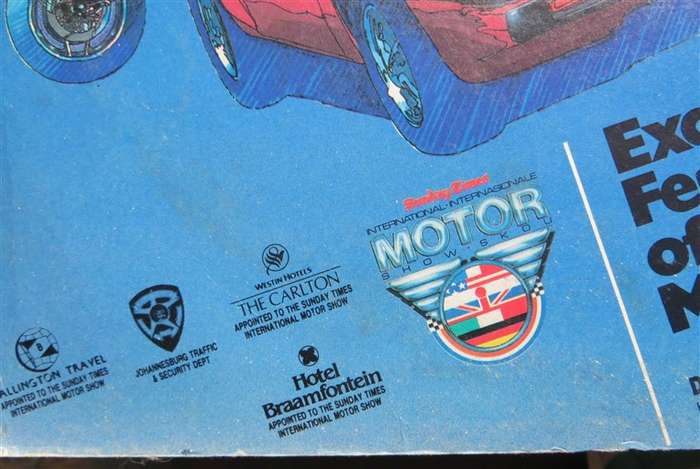 Sunday Times
INTERNATIONAL·INTERNASIONALE
MOTOR
SHOW'SKOU
WESTIN HOTELS
THE CARLTON
APPOINTED TO THE SUNDAY TIMES
INTERNATIONAL MOTOR SHOW
JOHANNESBURG TRAFFIC
& SECURITY DEPT
ALLINGTON TRAVEL
APPOINTED TO THE SUNDAY TIMES
INTERNATIONAL MOTOR SHOW
Hotel
Braamfontein
APPOINTED TO THE SUNDAY TIMES
INTERNATIONAL MOTOR SHOW
of